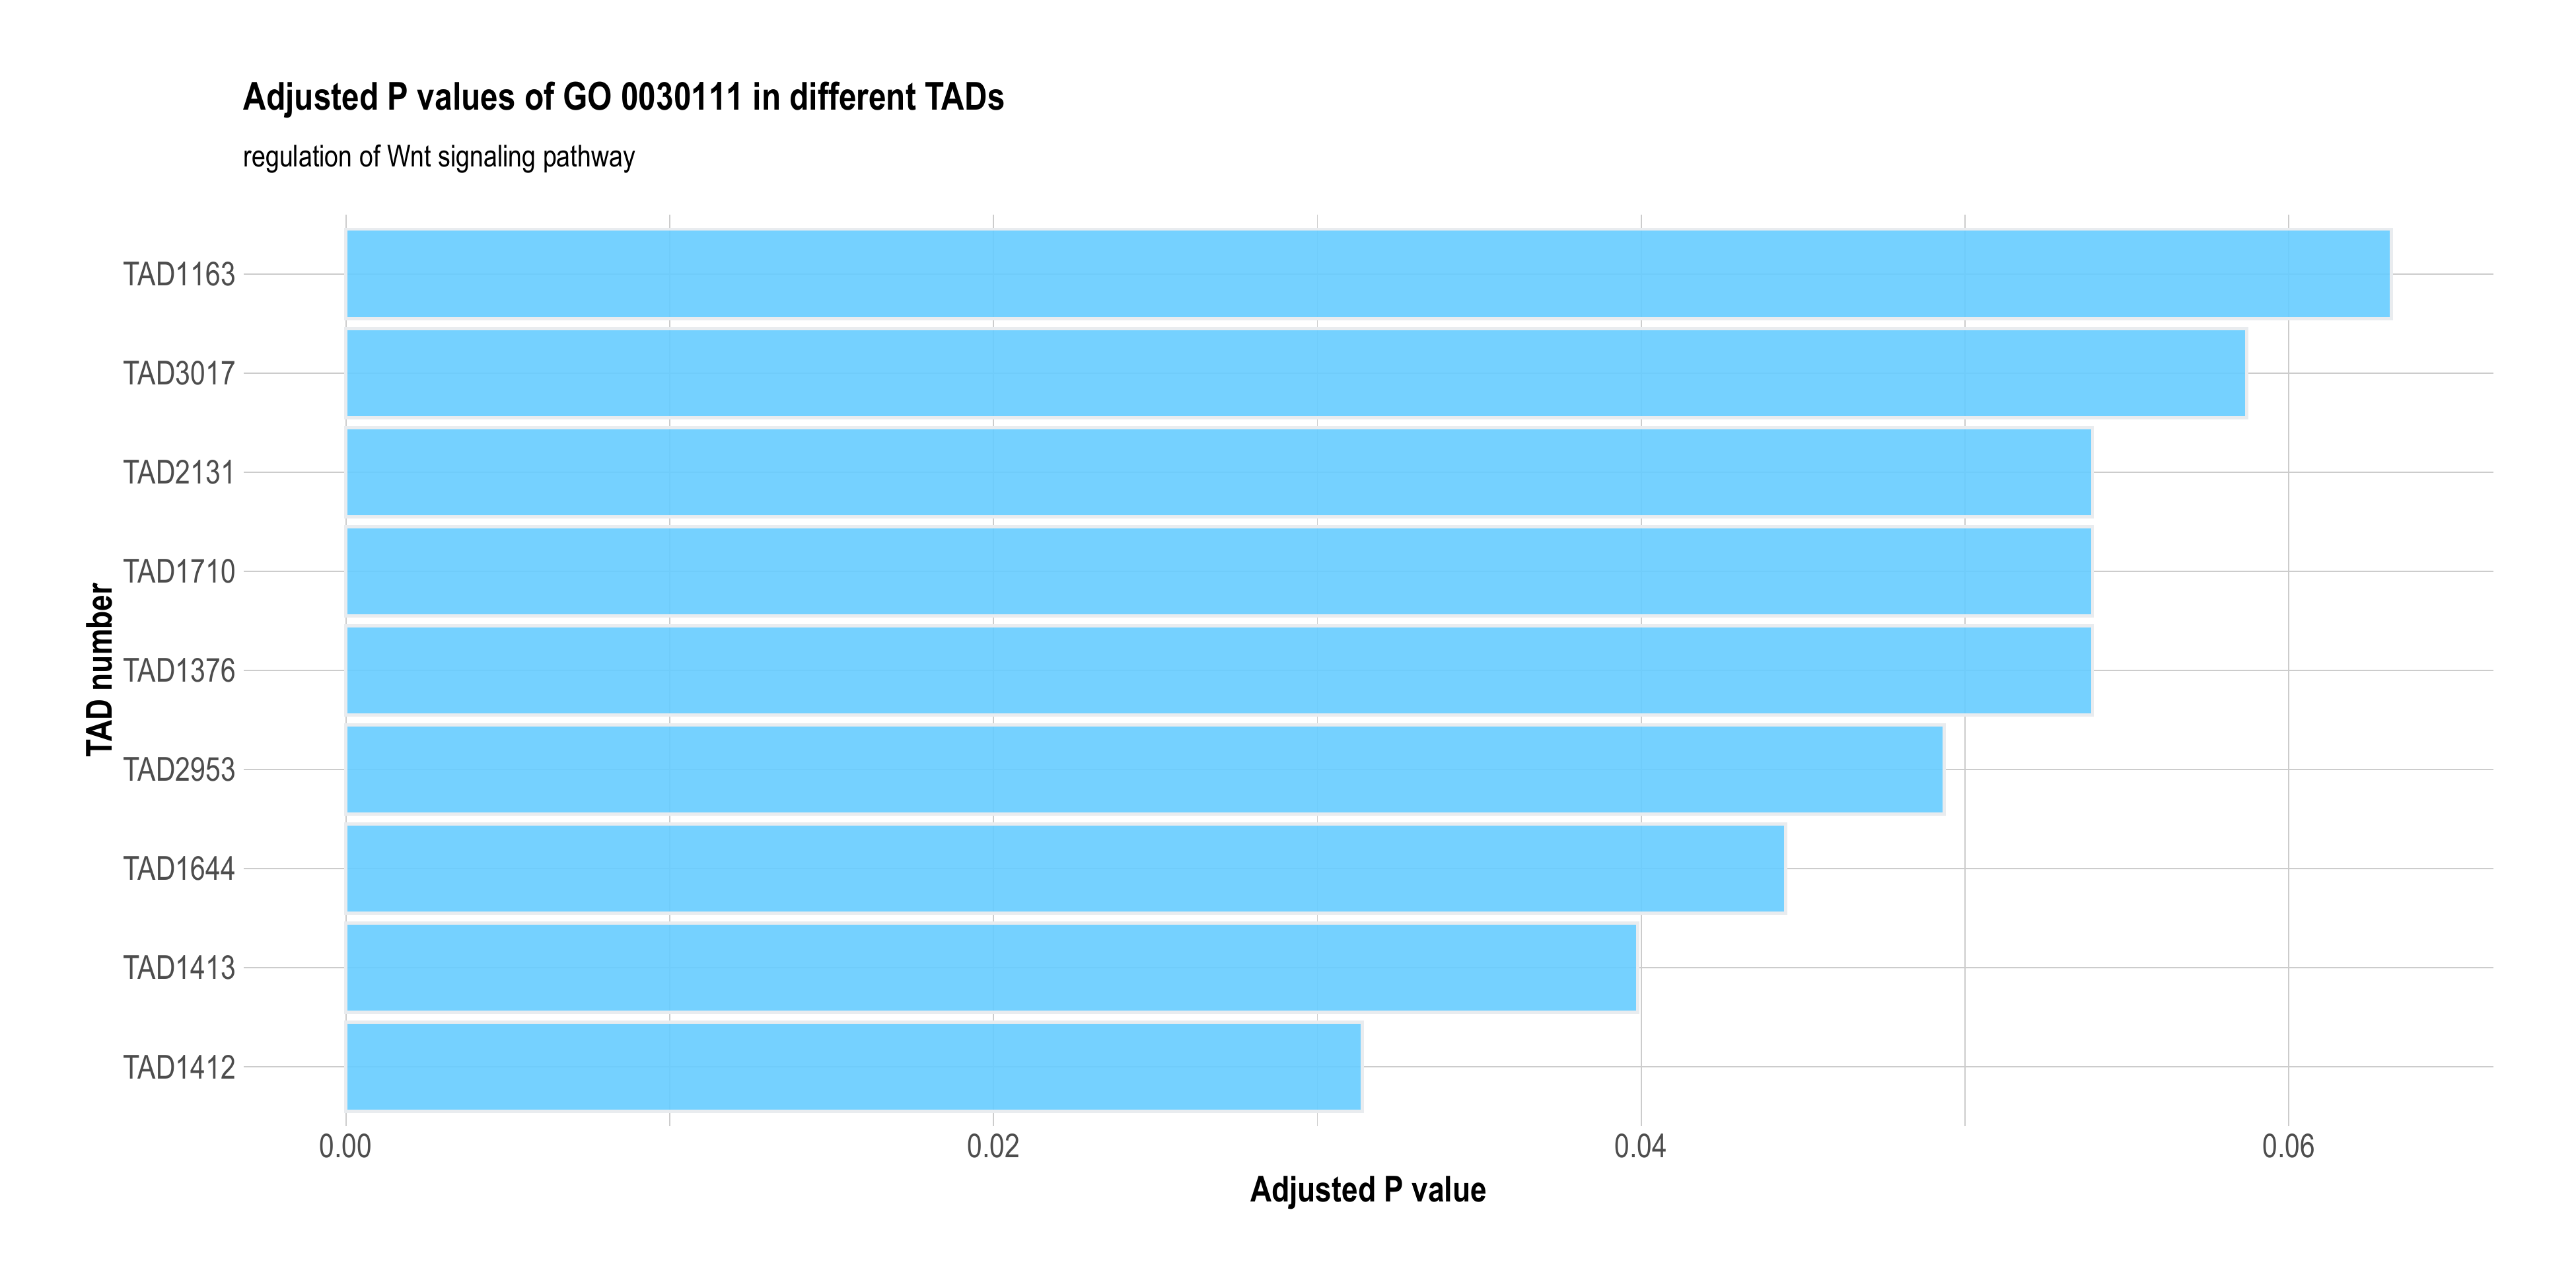 Adjusted P values of GO 0030111 in different TADs
regulation of Wnt signaling pathway
TAD number
TAD1163
TAD3017
TAD2131
TAD1710
TAD1376
TAD2953
TAD1644
TAD1413
TAD1412
0.00 0.02 0.04 0.06
Adjusted P value